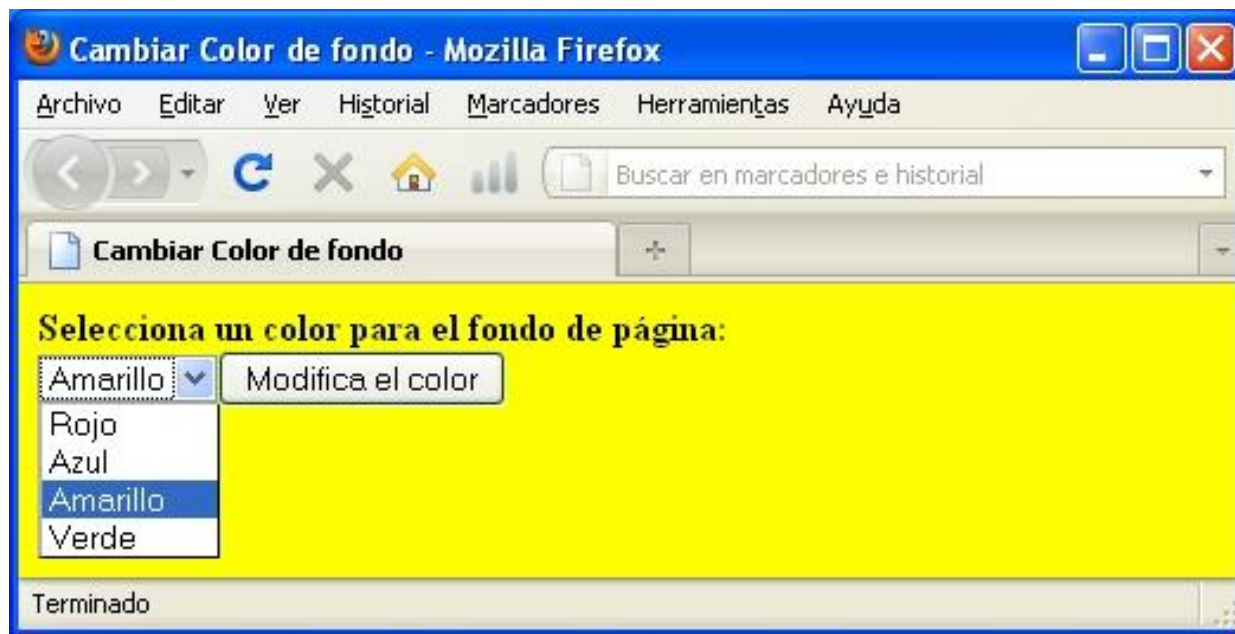 Cambiar Color de fondo - Mozilla Firefox
Archivo Editar Ver Historial Marcadores Herramientas Ayuda
Buscar en marcadores e historial
Cambiar Color de fondo
Selecciona un color para el fondo de página:
Amarillo Modifica el color
Rojo
Azul
Amarillo
Verde
Terminado